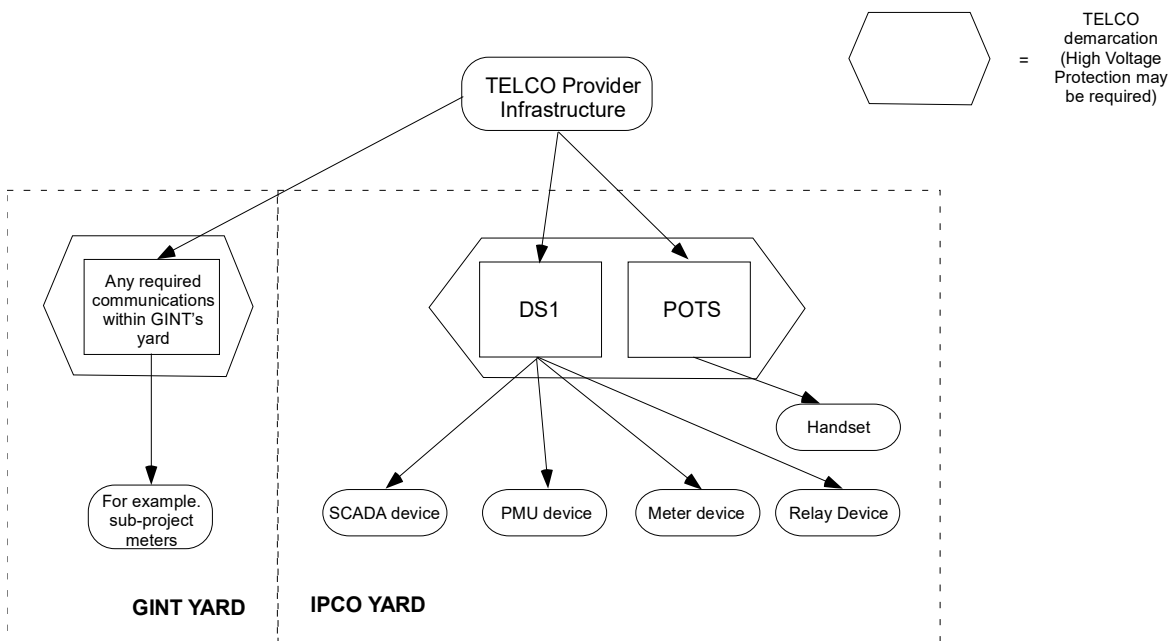 TELCO
demarcation
(High Voltage
Protection may
be required)
=
TELCO Provider
Infrastructure
Any required
communications
within GINT's
yard
DS1
POTS
Handset
For example.
sub-project
meters
SCADA device
PMU device
Meter device
Relay Device
GINT YARD
IPCO YARD